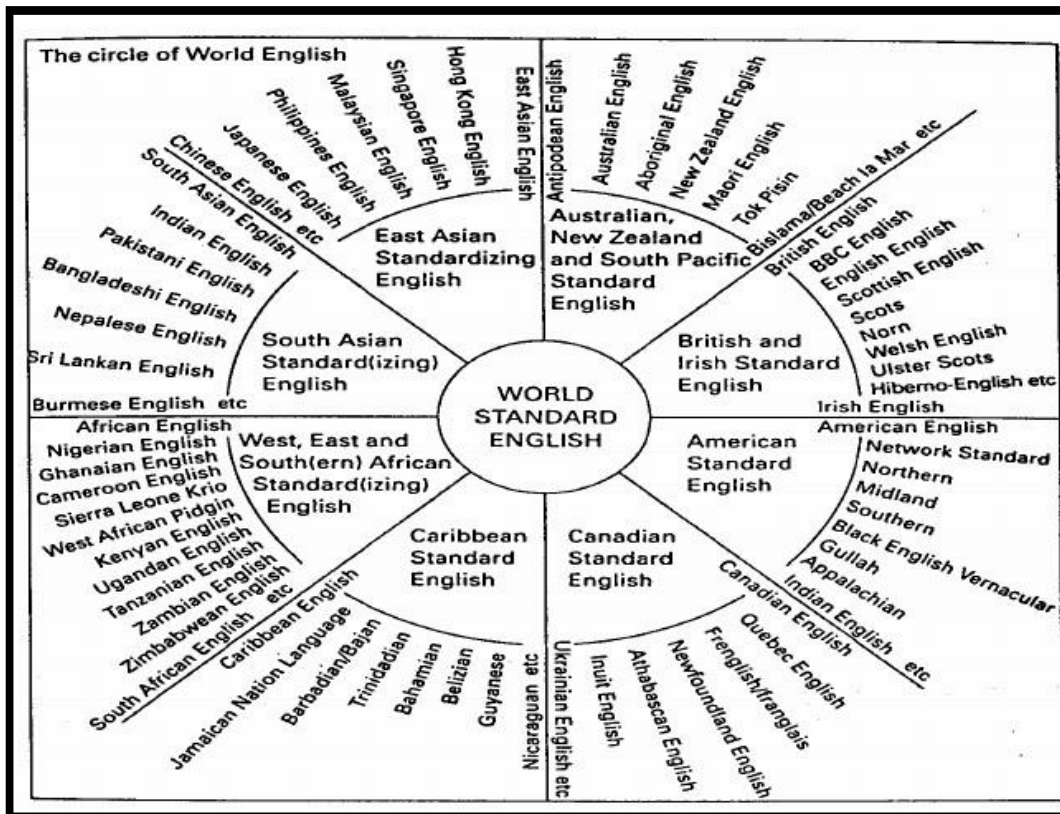 The circle of World English
East Asian English
Hong Kong English
Singapore English
Malaysian English
Philippines English
Japanese English
Chinese English etc
East Asian
Standardizing
English
Antipodean English
Australian English
Aboriginal English
New Zealand English
Maori English
Tok Pisin
Bislama/Beach la Mar etc
Australian,
New Zealand
and South Pacific
Standard
English
British English
BBC English
English English
Scottish English
Scots
Norn
Welsh English
Ulster Scots
Hiberno-English etc
Irish English
British and
Irish Standard
English
American English
Network Standard
Northern
Midland
Southern
Black English Vernacular
Gullah
Appalachian
Indian English etc
American
Standard
English
Canadian English
Quebec English
Frenglish/franglais
Newfoundland English
Athabascan English
Inuit English
Ukrainian English etc
Canadian
Standard
English
Caribbean English
Jamaican Nation Language
Barbadian/Bajan
Trinidadian
Bahamian
Belizian
Guyanese
Nicaraguan etc
Caribbean
Standard
English
African English
Nigerian English
Ghanaian English
Cameroon English
Sierra Leone Krio
West African Pidgin
Kenyan English
Ugandan English
Tanzanian English
Zambian English
Zimbabwean English
South African English etc
West, East and
South(ern) African
Standard(izing)
English
South Asian English
Indian English
Pakistani English
Bangladeshi English
Nepalese English
Sri Lankan English
Burmese English etc
South Asian
Standard(izing)
English
WORLD
STANDARD
ENGLISH